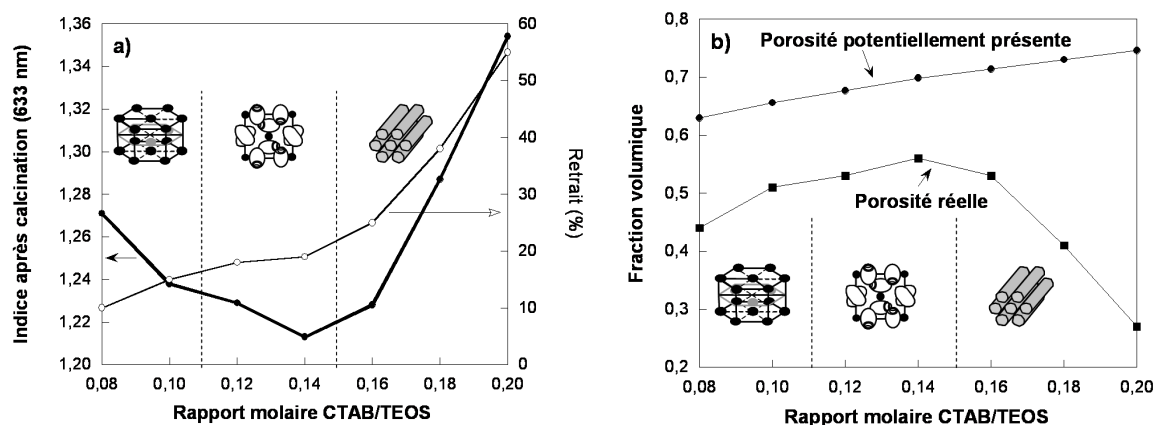 a)
Indice après calcination (633 nm)
1,36
1,34
1,32
1,30
1,28
1,26
1,24
1,22
1,20
60
50
40
30
20
10
0
Retrait (%)
0,08 0,10 0,12 0,14 0,16 0,18 0,20
Rapport molaire CTAB/TEOS
b)
Porosité potentiellement présente
Porosité réelle
Fraction volumique
0,8
0,7
0,6
0,5
0,4
0,3
0,2
0,08 0,10 0,12 0,14 0,16 0,18 0,20
Rapport molaire CTAB/TEOS